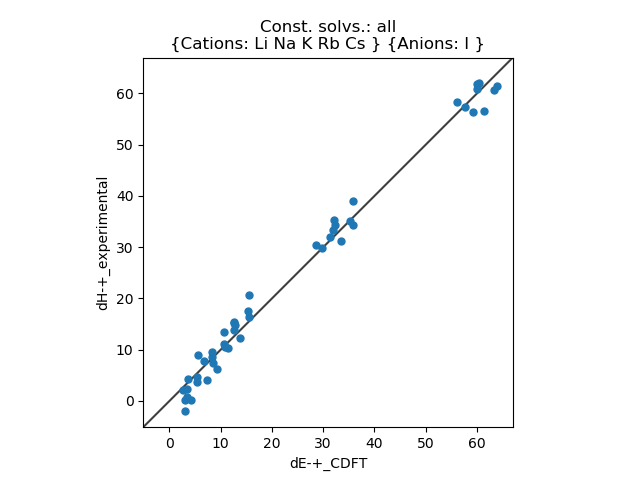 Const. solvs.: all
{Cations: Li Na K Rb Cs } {Anions: I }
60
50
40
30
20
10
0
dH-+_experimental
0 10 20 30 40 50 60
dE-+_CDFT